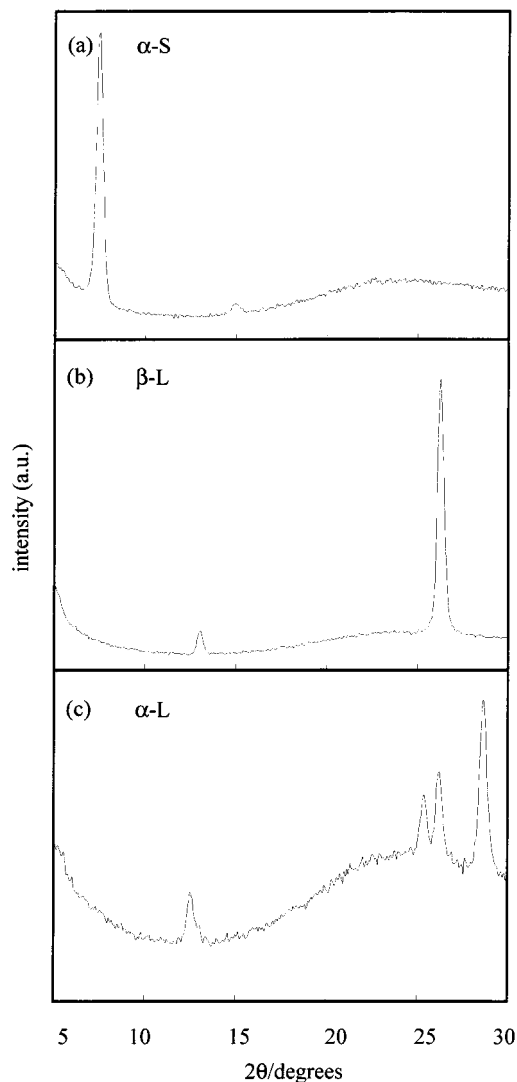 (a) α-S
(b) β-L
intensity (a.u.)
(c) α-L
5 10 15 20 25 30
2θ/degrees